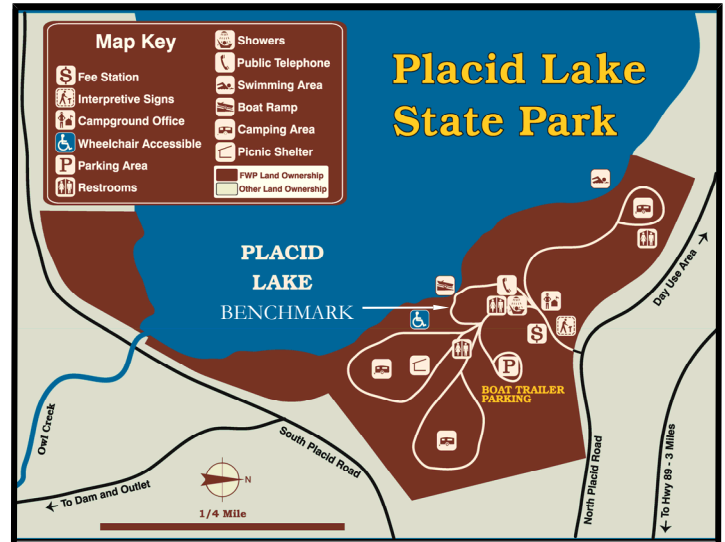 Map Key
Fee Station
Interpretive Signs
Campground Office
Wheelchair Accessible
P
Parking Area
Restrooms
Showers
Public Telephone
Swimming Area
Boat Ramp
Camping Area
Picnic Shelter
FWP Land Ownership
Other Land Ownership
Placid Lake
State Park
PLACID
LAKE
BENCHMARK
Day Use Area
$
P
BOAT TRAILER
PARKING
Owl Creek
South Placid Road
To Dam and Outlet
N
1/4 Mile
North Placid Road
To Hwy 89 - 3 Miles